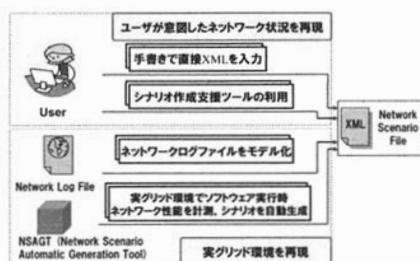 ユーザが意図したネットワーク状況を再現
手書きで直接XMLを入力
シナリオ作成支援ツールの利用
User
XML
Network
Scenario
File
ネットワークログファイルをモデル化
Network Log File
実グリッド環境でソフトウェア実行時
ネットワーク性能を計測，シナリオを自動生成
NSAGT (Network Scenario
Automatic Generation Tool)
実グリッド環境を再現